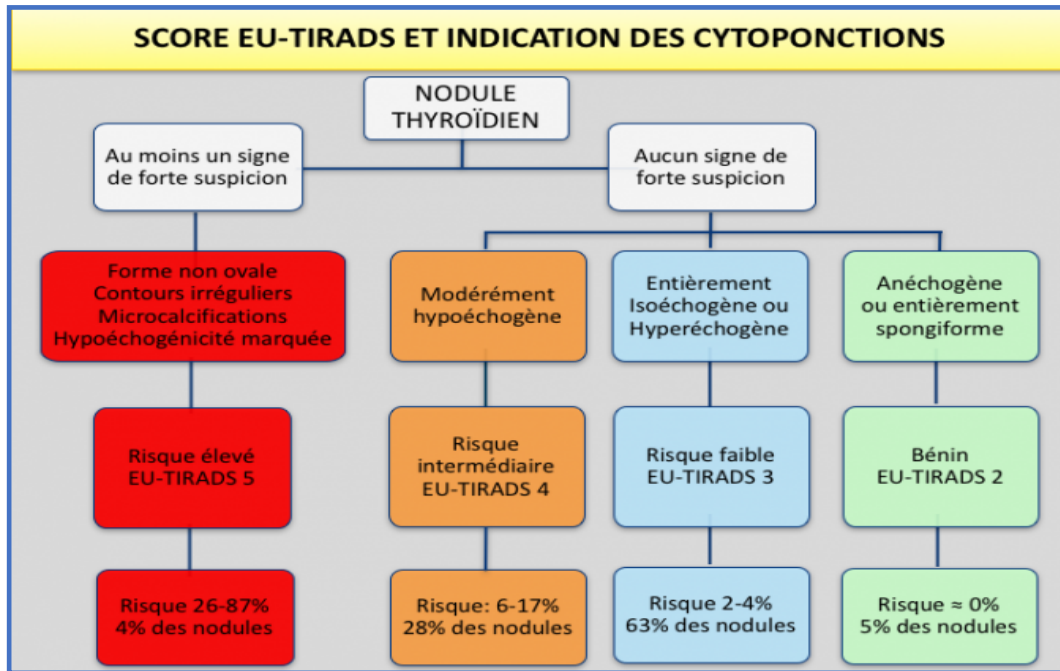 SCORE EU-TIRADS ET INDICATION DES CYTOPONCTIONS
NODULE
THYROÏDIEN
Au moins un signe
de forte suspicion
Aucun signe de
forte suspicion
Forme non ovale
Contours irréguliers
Microcalcifications
Hypoéchogénicité marquée
Modérément
hypoéchogène
Entièrement
Isoéchogène ou
Hyperéchogène
Anéchogène
ou entièrement
spongiforme
Risque élevé
EU-TIRADS 5
Risque
intermédiaire
EU-TIRADS 4
Risque faible
EU-TIRADS 3
Bénin
EU-TIRADS 2
Risque 26-87%
4% des nodules
Risque: 6-17%
28% des nodules
Risque 2-4%
63% des nodules
Risque ≈ 0%
5% des nodules